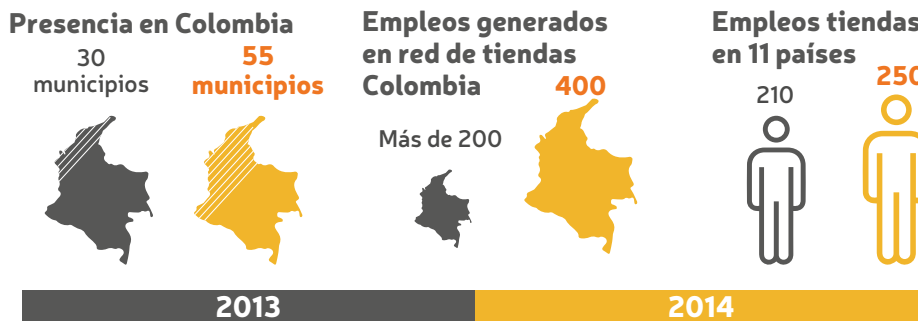 Presencia en Colombia
30
municipios
55
municipios
Empleos generados
en red de tiendas
Colombia
400
Más de 200
Empleos tiendas
en 11 países
210
250
2013
2014